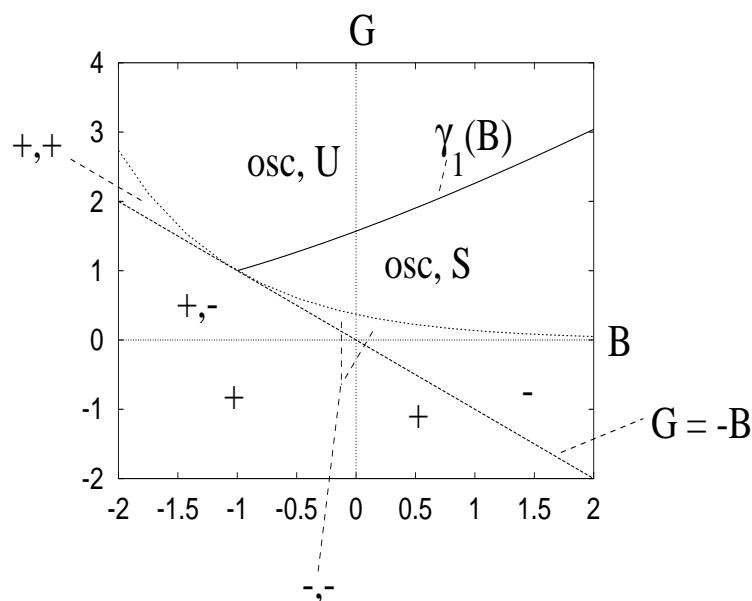 G
4
3
2
1
0
-1
-2
+,+
osc, U
γ1(B)
osc, S
+,-
B
+
+
-
G = -B
-2 -1.5 -1 -0.5 0 0.5 1 1.5 2
-,-